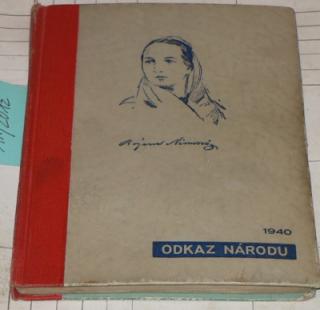 Božena Němcová
1940
ODKAZ NÁRODU